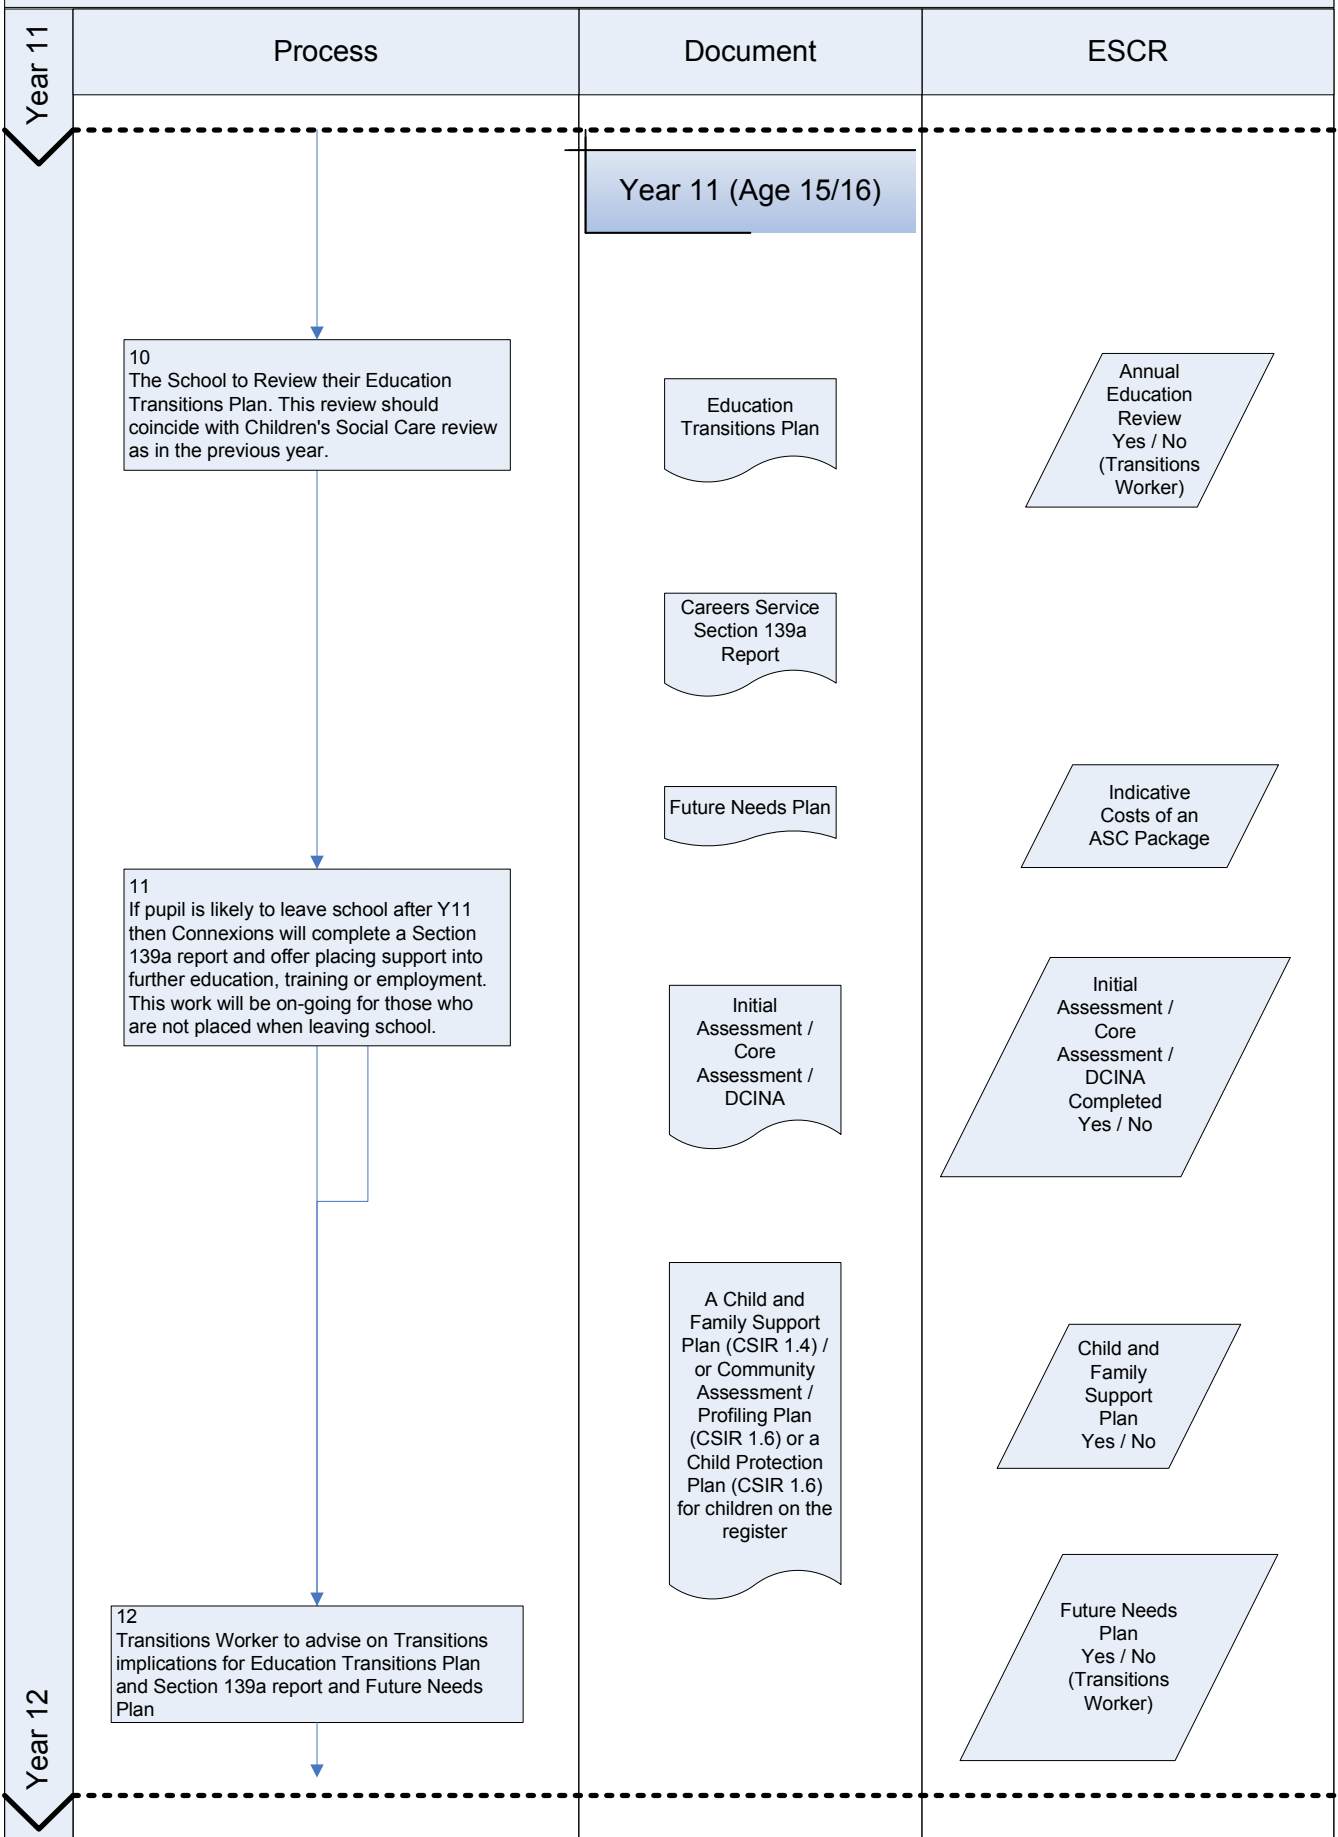 Year 11
Process
Document
ESCR
Year 11 (Age 15/16)
10
The School to Review their Education
Transitions Plan. This review should
coincide with Children's Social Care review
as in the previous year.
Education
Transitions Plan
Annual
Education
Review
Yes / No
(Transitions
Worker)
Careers Service
Section 139a
Report
Future Needs Plan
Indicative
Costs of an
ASC Package
11
If pupil is likely to leave school after Y11
then Connexions will complete a Section
139a report and offer placing support into
further education, training or employment.
This work will be on-going for those who
are not placed when leaving school.
Initial
Assessment /
Core
Assessment /
DCINA
Initial
Assessment /
Core
Assessment /
DCINA
Completed
Yes / No
A Child and
Family Support
Plan (CSIR 1.4) /
or Community
Assessment /
Profiling Plan
(CSIR 1.6) or a
Child Protection
Plan (CSIR 1.6)
for children on the
register
Child and
Family
Support
Plan
Yes / No
12
Transitions Worker to advise on Transitions
implications for Education Transitions Plan
and Section 139a report and Future Needs
Plan
Future Needs
Plan
Yes / No
(Transitions
Worker)
Year 12